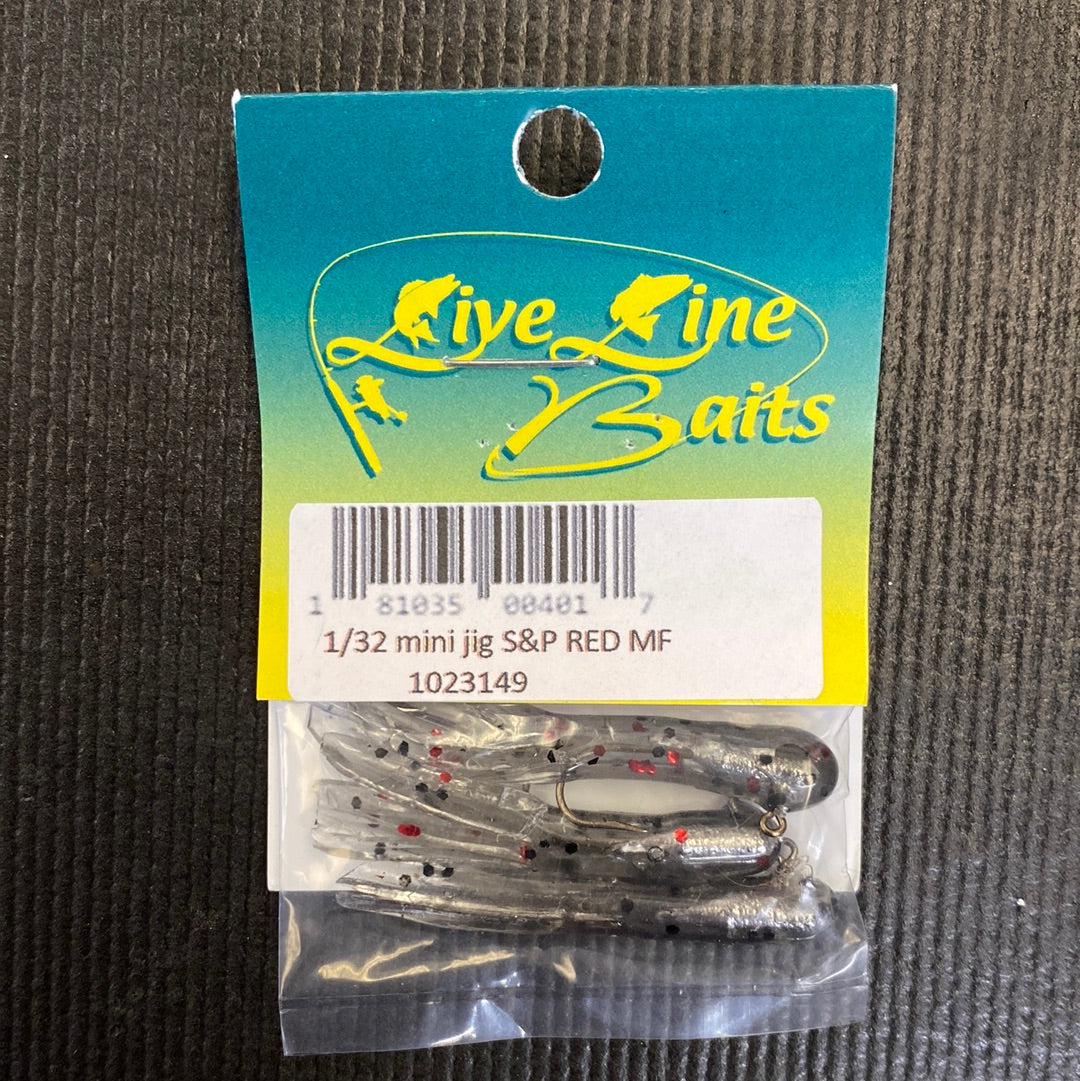 Live Line
Baits
1 81035 00401 7
1/32 mini jig S&P RED MF
1023149